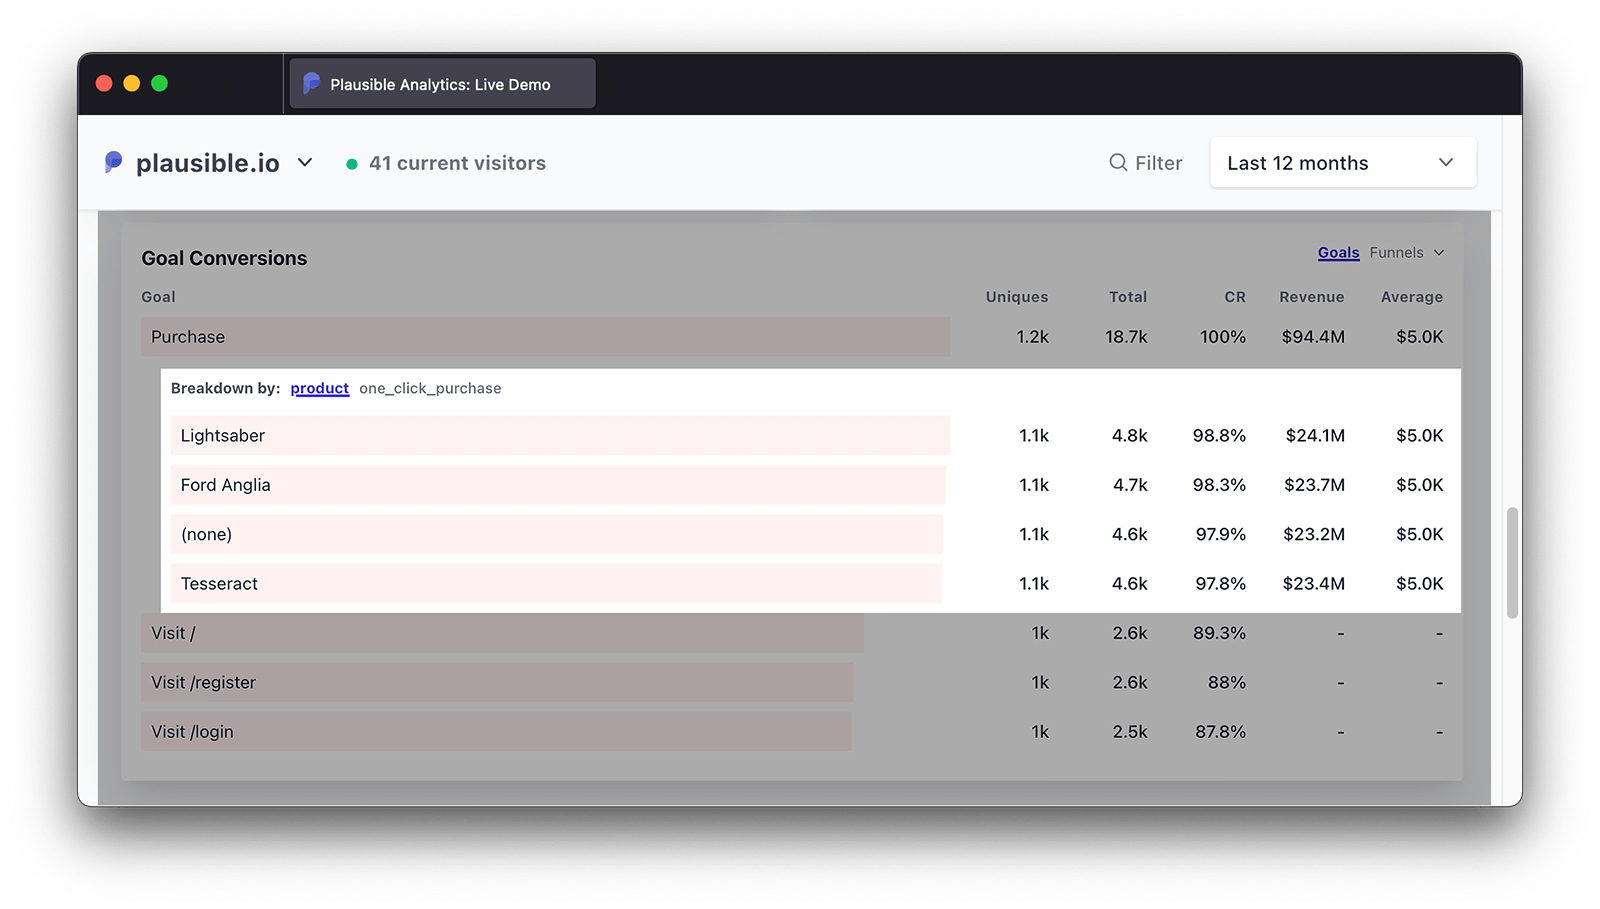 Plausible Analytics: Live Demo
plausible.io 41 current visitors Filter Last 12 months
Goal Conversions Goals Funnels
Goal Uniques Total CR Revenue Average
Purchase 1.2k 18.7k 100% $94.4M $5.0K
Breakdown by: product one_click_purchase
Lightsaber 1.1k 4.8k 98.8% $24.1M $5.0K
Ford Anglia 1.1k 4.7k 98.3% $23.7M $5.0K
(none) 1.1k 4.6k 97.9% $23.2M $5.0K
Tesseract 1.1k 4.6k 97.8% $23.4M $5.0K
Visit / 1k 2.6k 89.3% - -
Visit /register 1k 2.6k 88% - -
Visit /login 1k 2.5k 87.8% - -